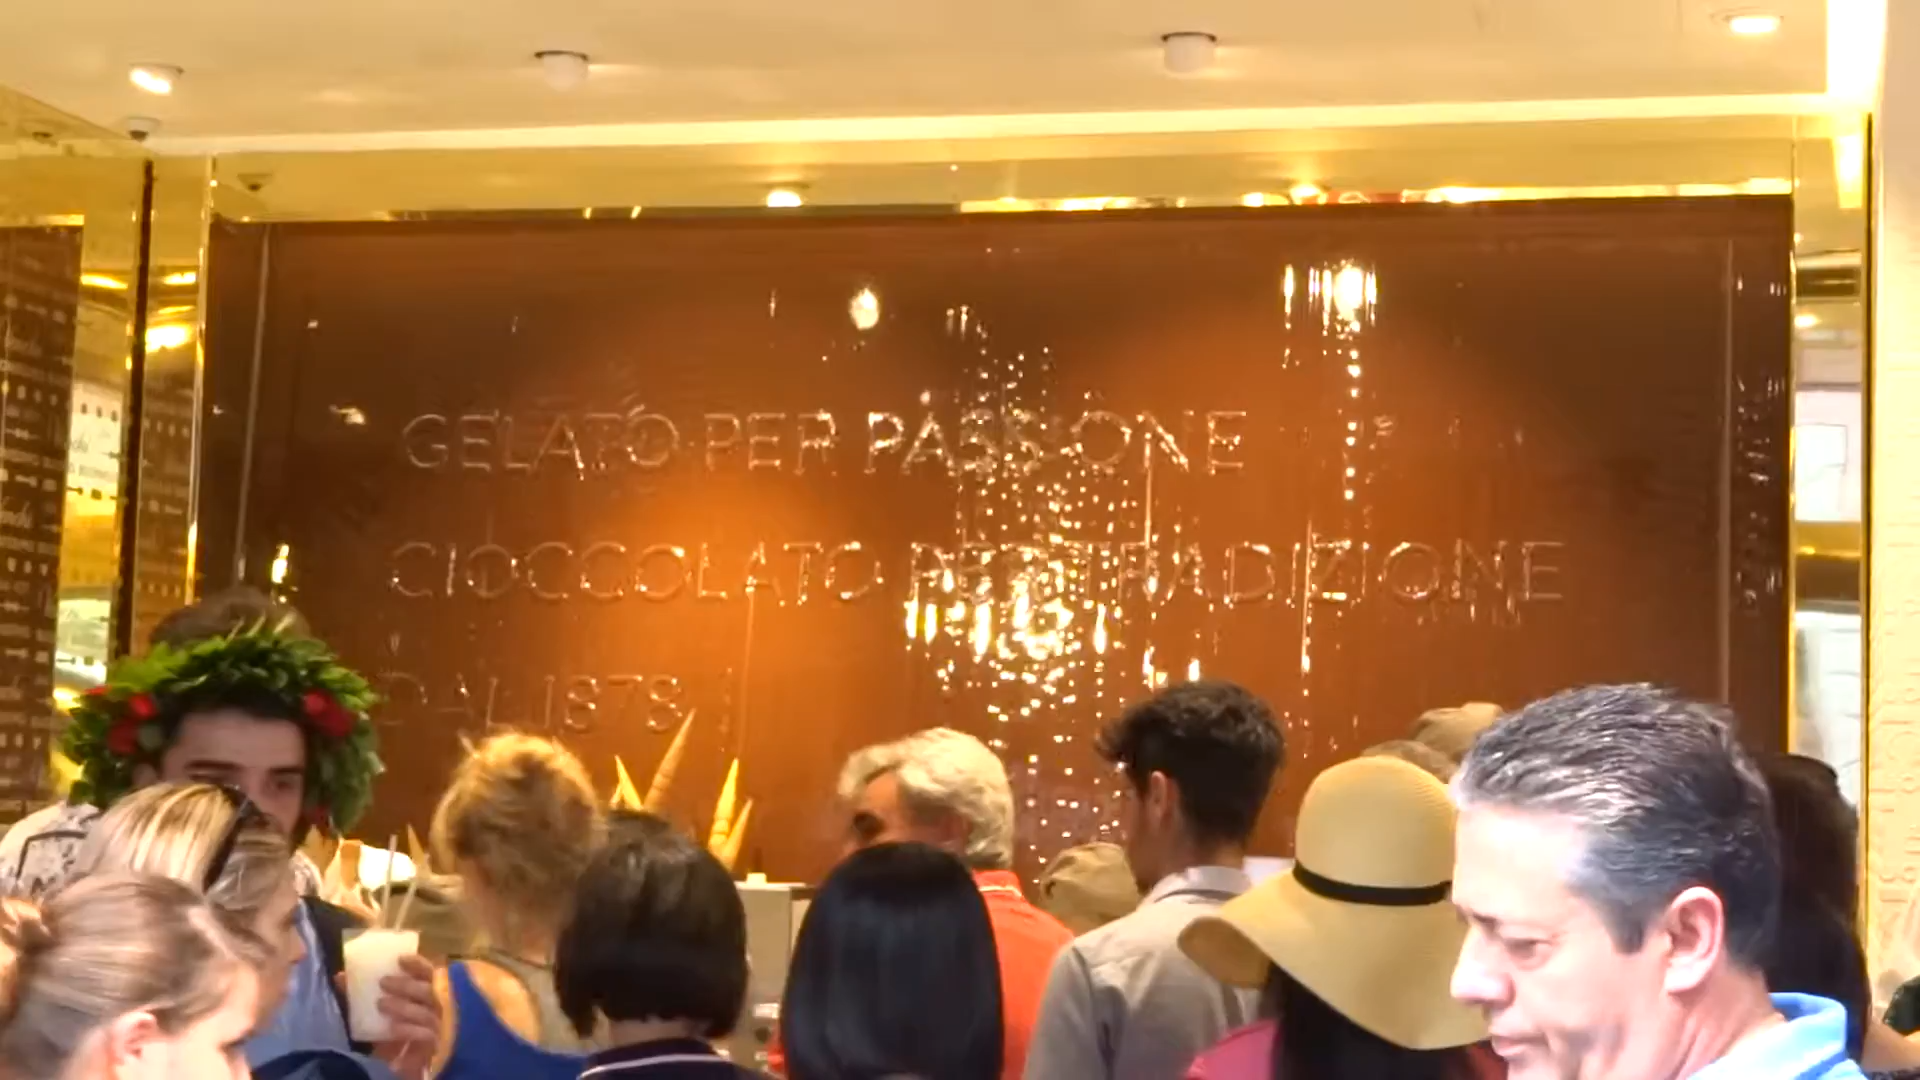 GELATO PER PASSIONE
CIOCCOLATO PER TRADIZIONE
DAL 1878